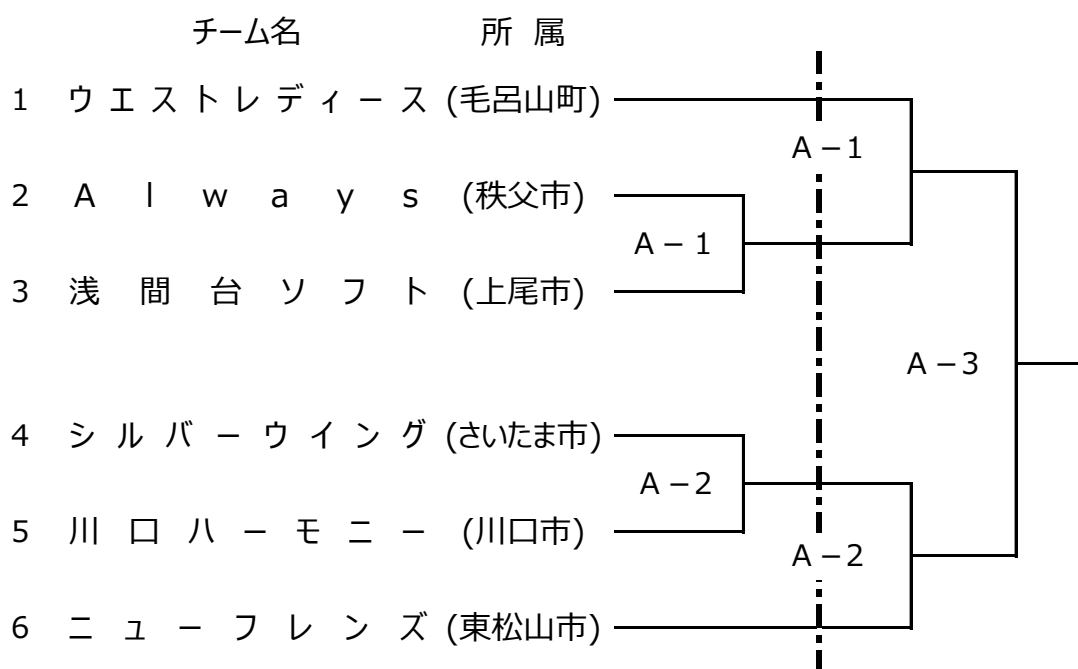 チーム名 所 属
1 ウエストレディース (毛呂山町)
A－1
2 Always (秩父市)
A－1
3 浅間台ソフト (上尾市)
A－3
4 シルバーウイング (さいたま市)
A－2
5 川口ハーモニー (川口市)
A－2
6 ニューフレンズ (東松山市)